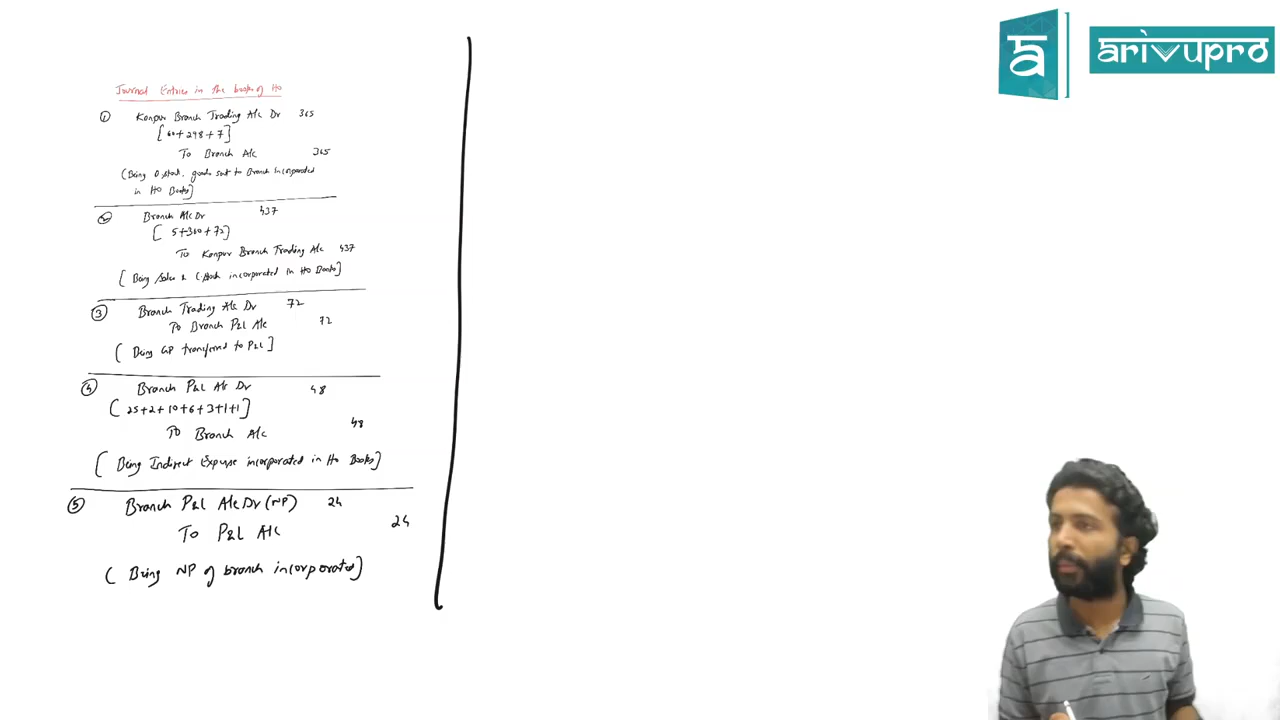 arivupro
Journal Entries in the books of Ho
① Kanpur Branch Trading A/c Dr 365
[60+298+7]
To Branch A/c 365
(Being O.stock, goods sent to Branch incorporated
in HO Books]
② Branch A/c Dr 437
[5+360+72]
To Kanpur Branch Trading A/c 437
[Being Sales & C.Stock incorporated in HO Books]
③ Branch Trading A/c Dr 72
To Branch P&L A/c 72
( Being GP transferred to P&L ]
④ Branch P&L A/c Dr 48
[25+2+10+6+3+1+1]
To Branch A/c 48
[Being Indirect Expense incorporated in Ho Books]
⑤ Branch P&L A/c Dr (NP) 24
To P&L A/c 24
( Being NP of branch incorporated]